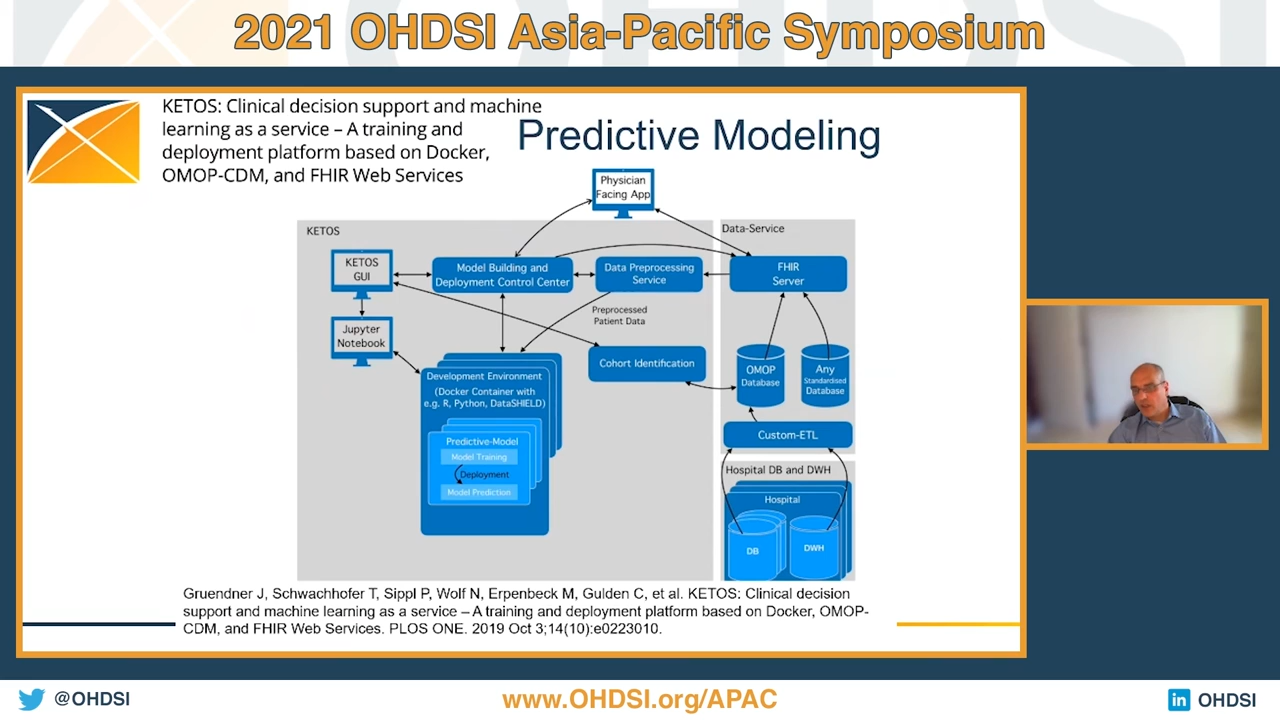 2021 OHDSI Asia-Pacific Symposium
KETOS: Clinical decision support and machine
learning as a service – A training and
deployment platform based on Docker,
OMOP-CDM, and FHIR Web Services
Predictive Modeling
Physician
Facing App
KETOS
Data-Service
KETOS
GUI
Model Building and
Deployment Control Center
Data Preprocessing
Service
FHIR
Server
Preprocessed
Patient Data
Jupyter
Notebook
Cohort Identification
OMOP
Database
Any
Standardised
Database
Development Environment
(Docker Container with
e.g. R, Python, DataSHIELD)
Custom-ETL
Predictive-Model
Model Training
Deployment
Model Prediction
Hospital DB and DWH
Hospital
DB
DWH
Gruendner J, Schwachhofer T, Sippl P, Wolf N, Erpenbeck M, Gulden C, et al. KETOS: Clinical decision
support and machine learning as a service – A training and deployment platform based on Docker, OMOP-
CDM, and FHIR Web Services. PLOS ONE. 2019 Oct 3;14(10):e0223010.
@OHDSI
www.OHDSI.org/APAC
in OHDSI